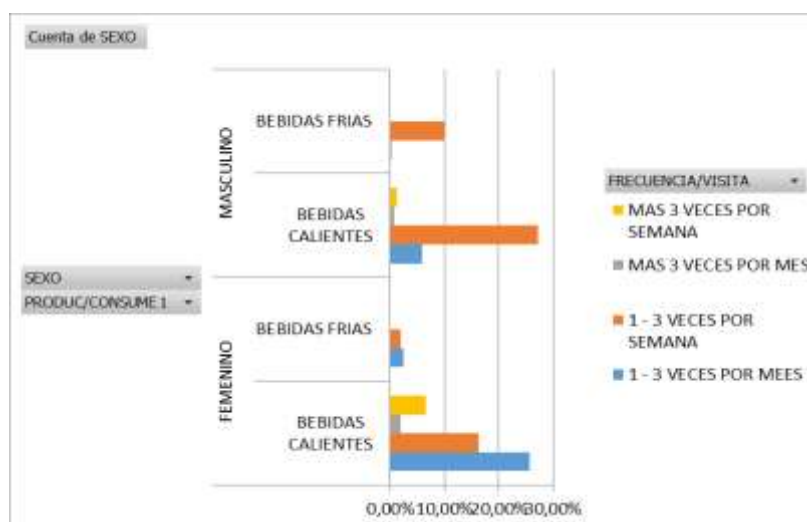 Cuenta de SEXO
MASCULINO
BEBIDAS FRIAS
BEBIDAS
CALIENTES
FEMENINO
BEBIDAS FRIAS
BEBIDAS
CALIENTES
SEXO
PRODUC/CONSUME 1
0,00%10,00%20,00%30,00%
FRECUENCIA/VISITA
MAS 3 VECES POR
SEMANA
MAS 3 VECES POR MES
1 - 3 VECES POR
SEMANA
1 - 3 VECES POR MEES